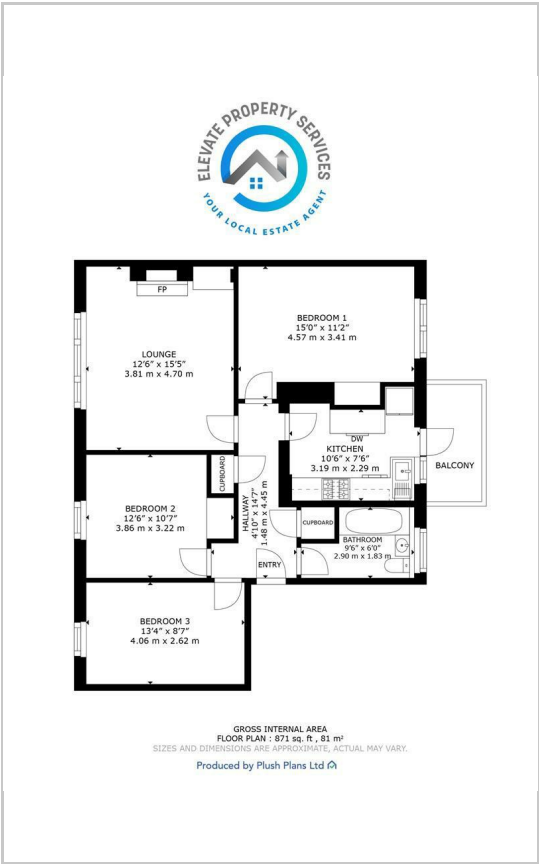 ELEVATE PROPERTY SERVICES
YOUR LOCAL ESTATE AGENT
FP
BEDROOM 1
15'0" x 11'2"
4.57 m x 3.41 m
LOUNGE
12'6" x 15'5"
3.81 m x 4.70 m
DW
KITCHEN
10'6" x 7'6"
3.19 m x 2.29 m
BALCONY
CUPBOARD
HALLWAY
4'10" x 14'7"
1.48 m x 4.45 m
BEDROOM 2
12'6" x 10'7"
3.86 m x 3.22 m
CUPBOARD
BATHROOM
9'6" x 6'0"
2.90 m x 1.83 m
ENTRY
BEDROOM 3
13'4" x 8'7"
4.06 m x 2.62 m
GROSS INTERNAL AREA
FLOOR PLAN : 871 sq. ft , 81 m²
SIZES AND DIMENSIONS ARE APPROXIMATE, ACTUAL MAY VARY.
Produced by Plush Plans Ltd